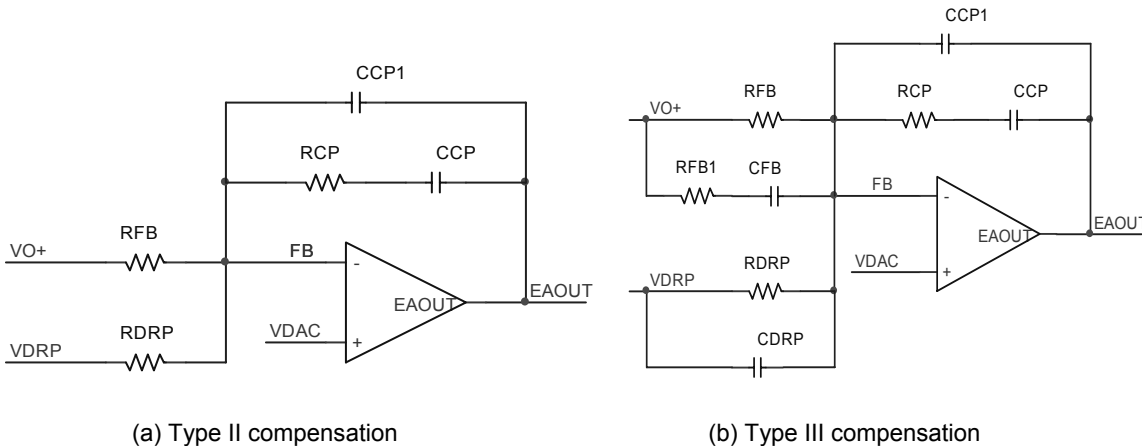 CCP1
RCP
CCP
RFB
VO+
FB
-
EAOUT
EAOUT
RDRP
VDAC
+
VDRP
(a) Type II compensation
CCP1
RFB
RCP
CCP
VO+
RFB1
CFB
FB
-
EAOUT
EAOUT
RDRP
VDAC
+
VDRP
CDRP
(b) Type III compensation